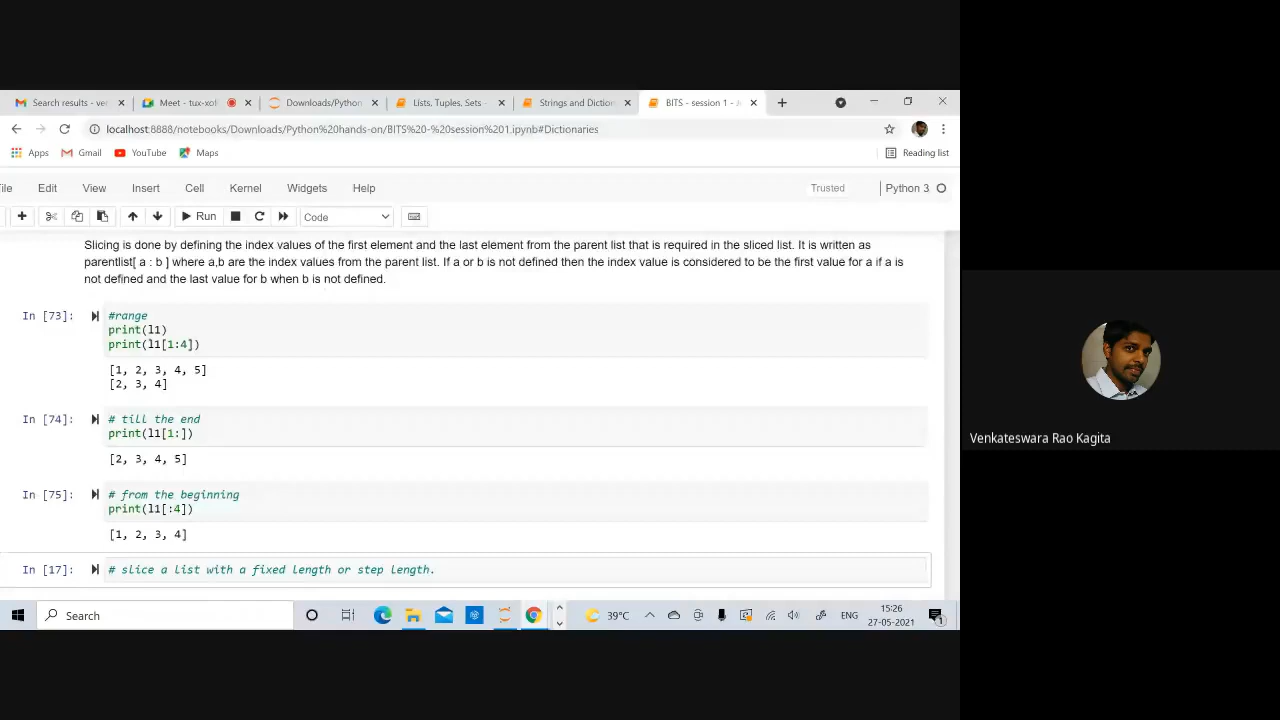 Search results - ve
Meet - tux-xof
Downloads/Python
Lists, Tuples, Sets -
Strings and Diction
BITS - session 1 - J
localhost:8888/notebooks/Downloads/Python%20hands-on/BITS%20-%20session%201.ipynb#Dictionaries
Apps Gmail YouTube Maps Reading list
ile Edit View Insert Cell Kernel Widgets Help Trusted Python 3
Run Code
Slicing is done by defining the index values of the first element and the last element from the parent list that is required in the sliced list. It is written as
parentlist[ a : b ] where a,b are the index values from the parent list. If a or b is not defined then the index value is considered to be the first value for a if a is
not defined and the last value for b when b is not defined.
In [73]: #range
print(l1)
print(l1[1:4])
[1, 2, 3, 4, 5]
[2, 3, 4]
In [74]: # till the end
print(l1[1:])
[2, 3, 4, 5]
Venkateswara Rao Kagita
In [75]: # from the beginning
print(l1[:4])
[1, 2, 3, 4]
In [17]: # slice a list with a fixed length or step length.
Search 39°C ENG 15:26
27-05-2021
1